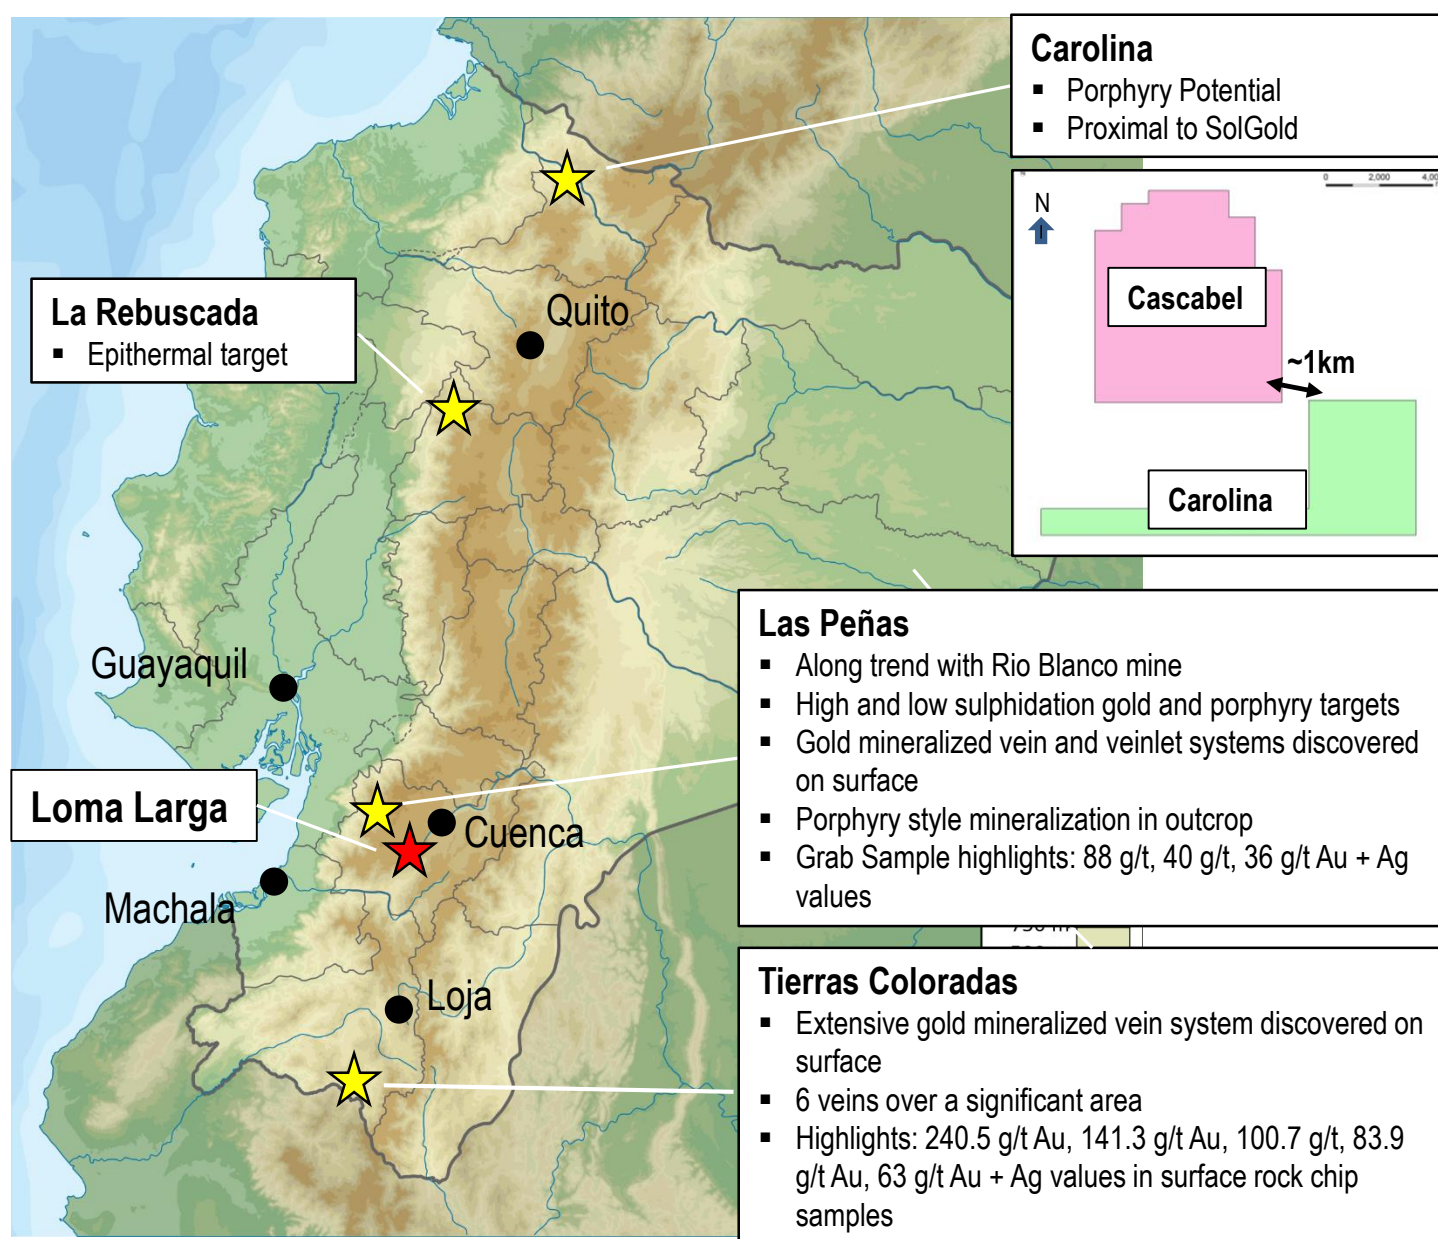 Carolina
▪ Porphyry Potential
▪ Proximal to SolGold
0 2,000
N
Cascabel
~1km
Carolina
La Rebuscada
▪ Epithermal target
Quito
Guayaquil
Loma Larga
Cuenca
Machala
Loja
Las Peñas
▪ Along trend with Rio Blanco mine
▪ High and low sulphidation gold and porphyry targets
▪ Gold mineralized vein and veinlet systems discovered
on surface
▪ Porphyry style mineralization in outcrop
▪ Grab Sample highlights: 88 g/t, 40 g/t, 36 g/t Au + Ag
values
Tierras Coloradas
▪ Extensive gold mineralized vein system discovered on
surface
▪ 6 veins over a significant area
▪ Highlights: 240.5 g/t Au, 141.3 g/t Au, 100.7 g/t, 83.9
g/t Au, 63 g/t Au + Ag values in surface rock chip
samples